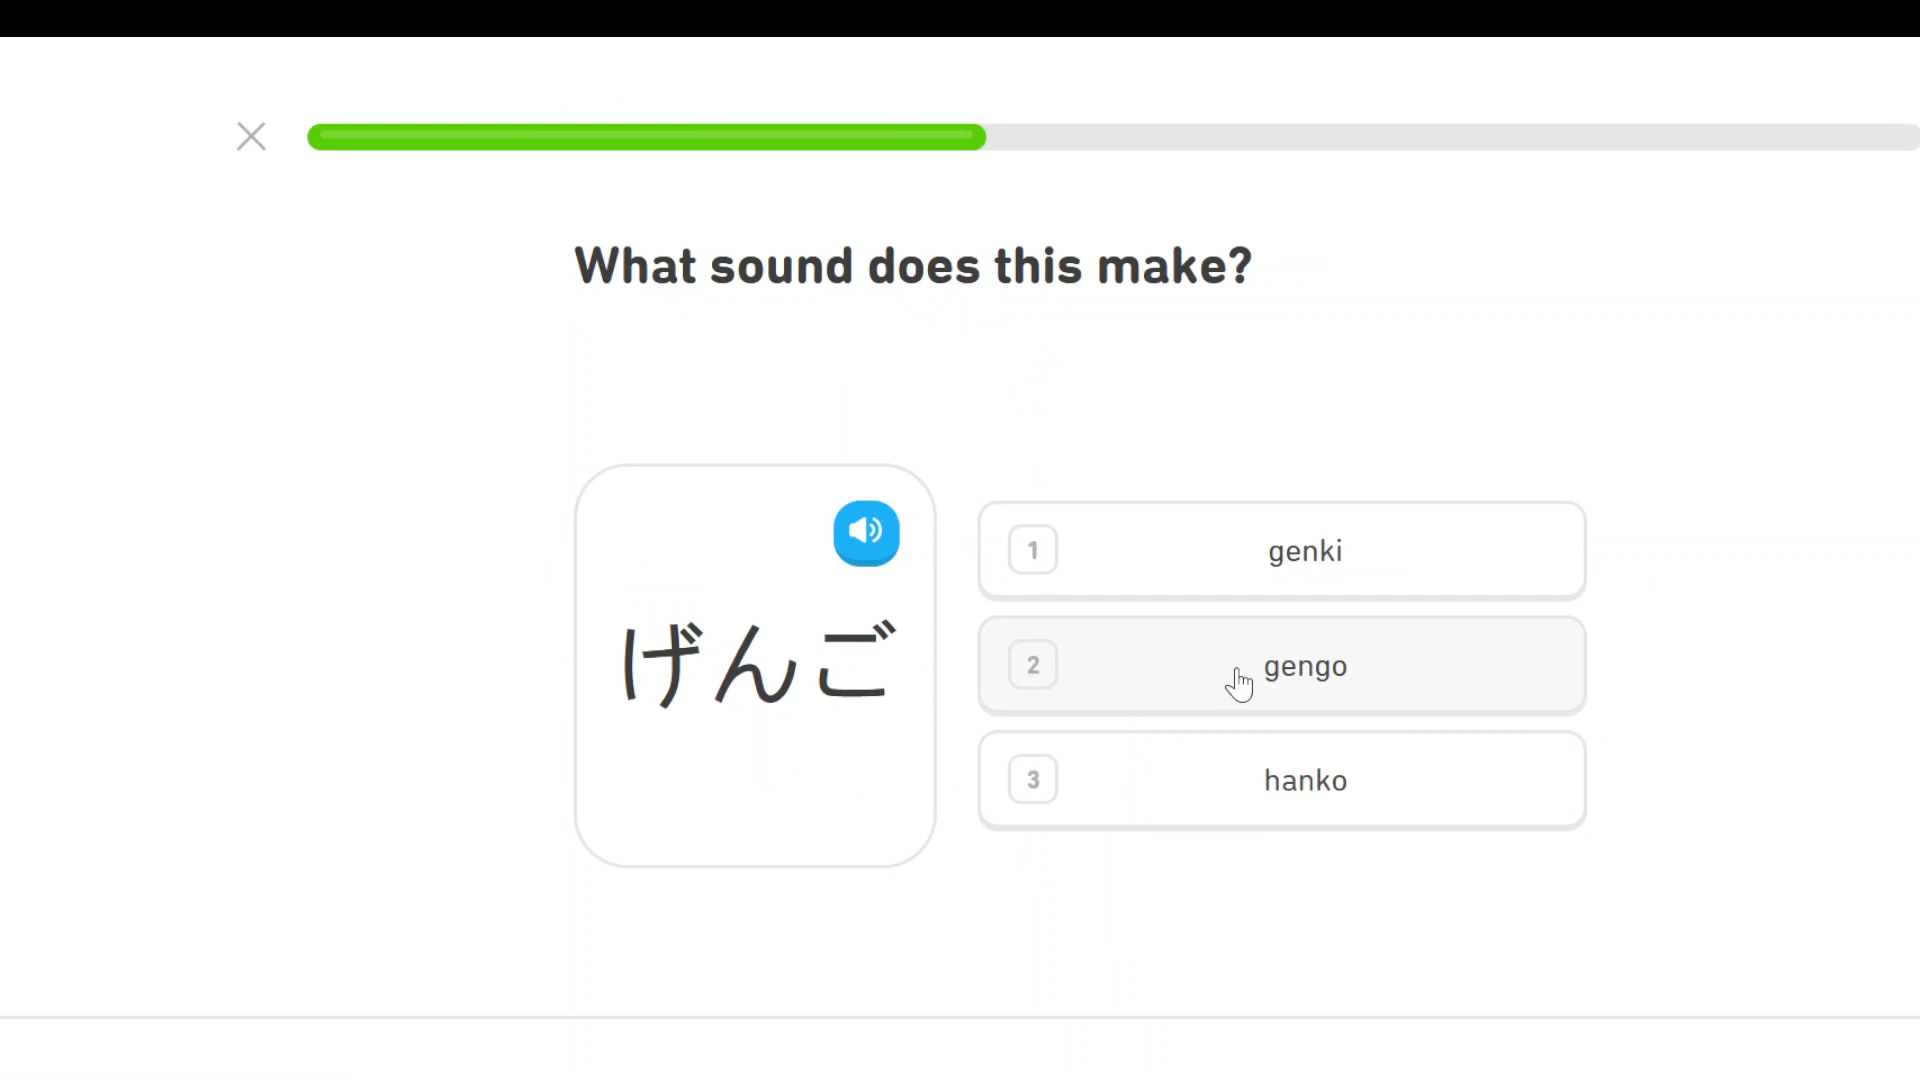 What sound does this make?
げんご
1 genki
2 gengo
3 hanko